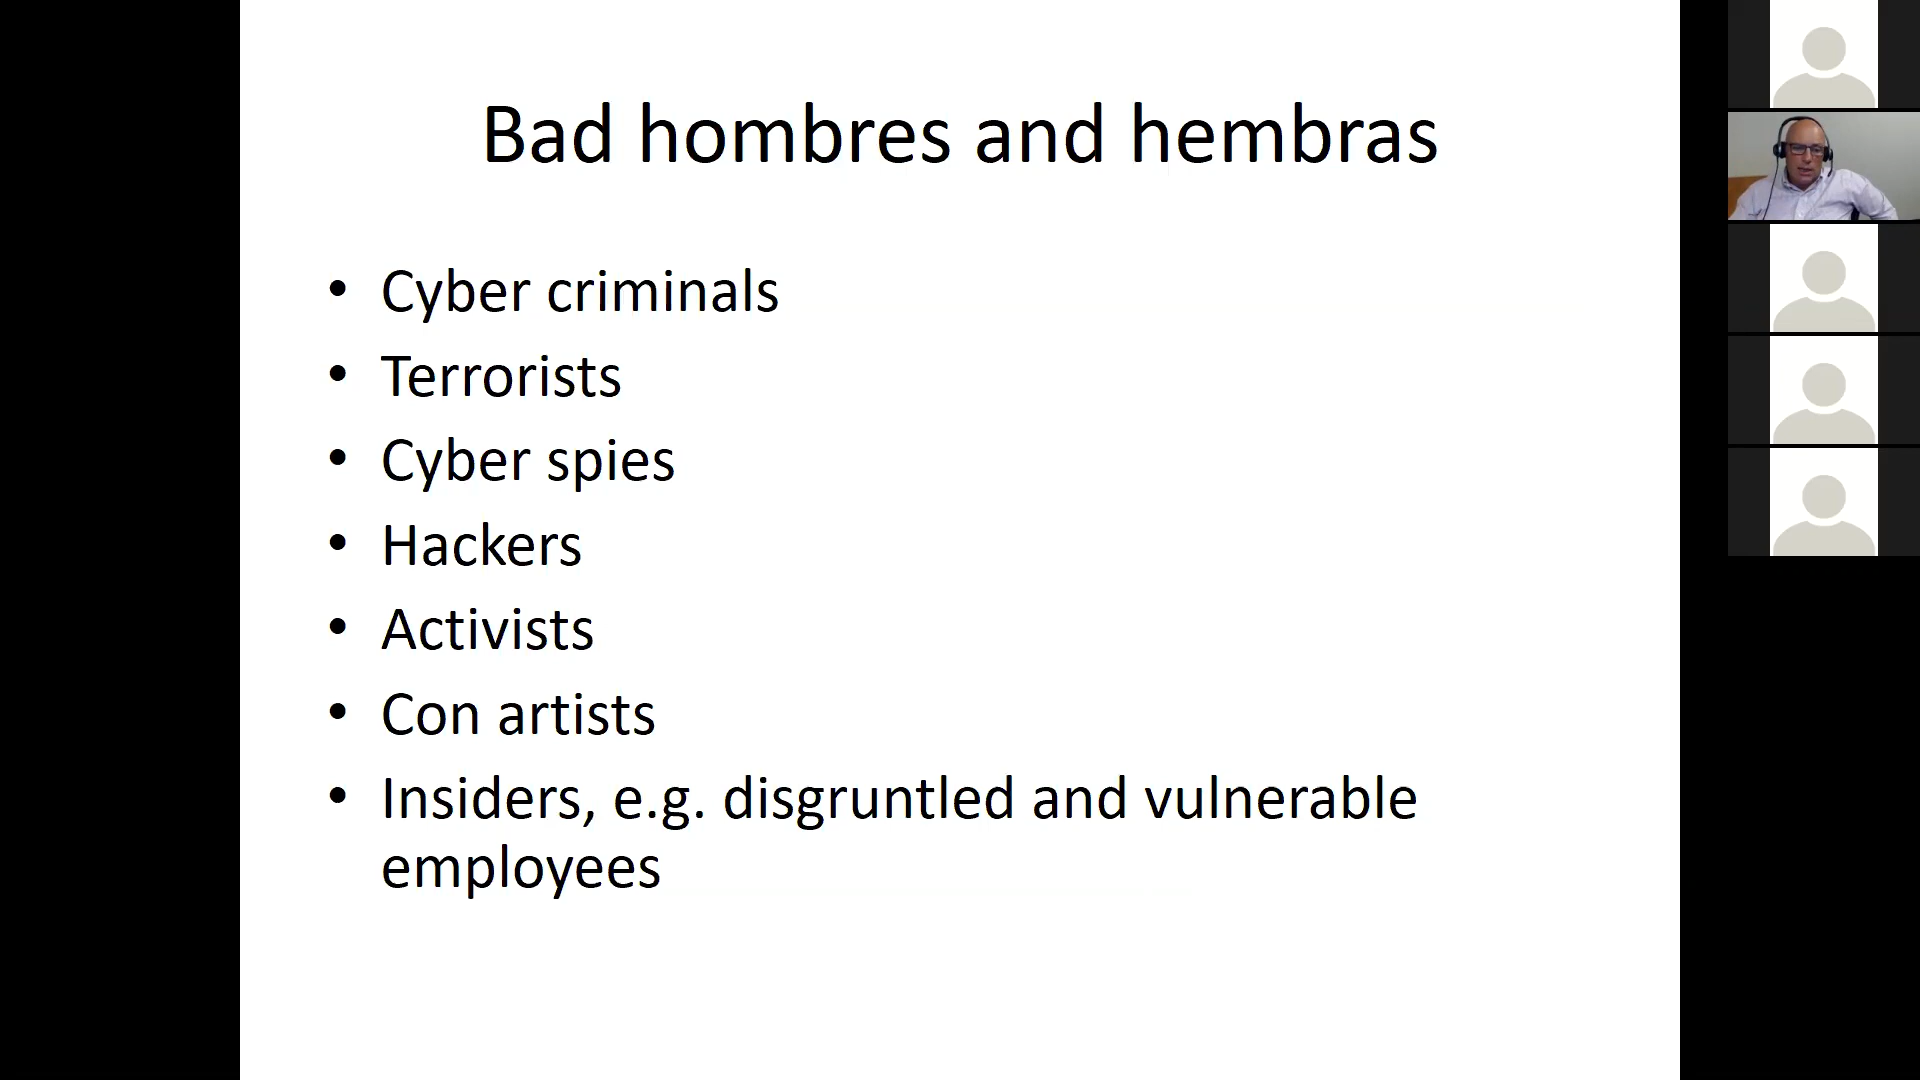 Bad hombres and hembras
• Cyber criminals
• Terrorists
• Cyber spies
• Hackers
• Activists
• Con artists
• Insiders, e.g. disgruntled and vulnerable
employees